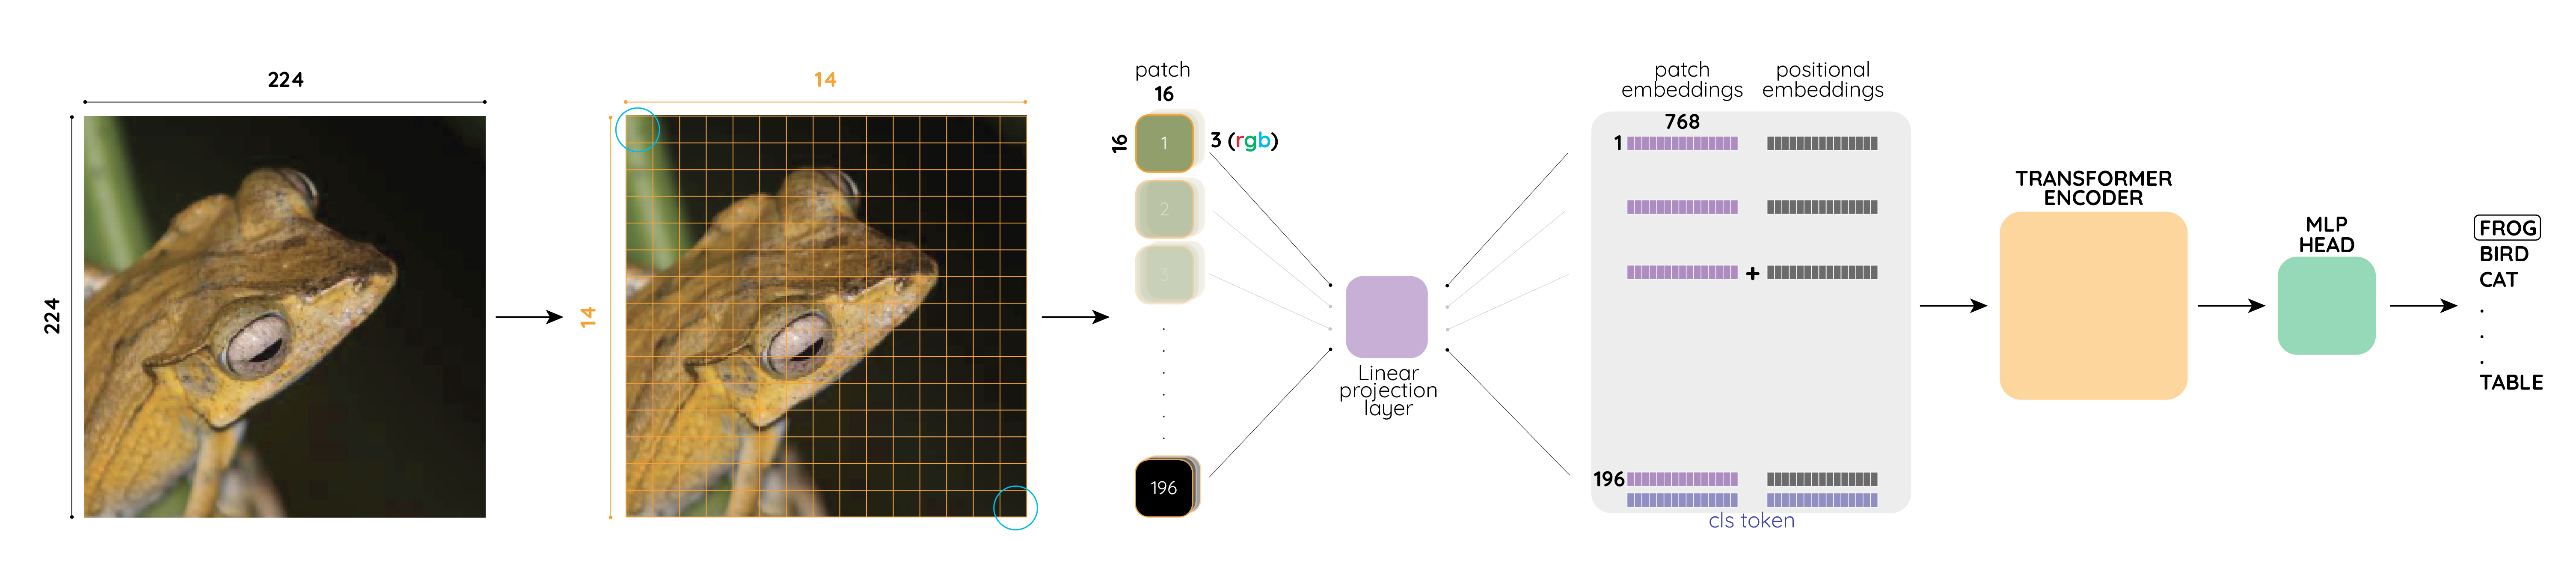 224
224
14
14
patch
16
16
1
3 (rgb)
2
3
196
Linear
projection
layer
patch
embeddings
positional
embeddings
768
1
+
196
cls token
TRANSFORMER
ENCODER
MLP
HEAD
FROG
BIRD
CAT
.
.
.
TABLE